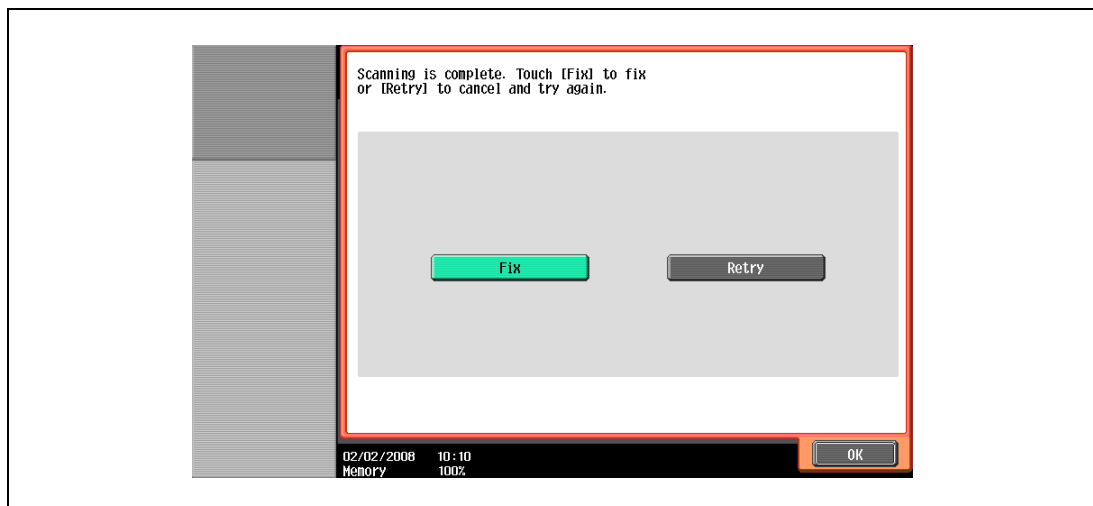 Scanning is complete. Touch [Fix] to fix
or [Retry] to cancel and try again.
Fix
Retry
02/02/2008 10:10
Memory 100%
OK